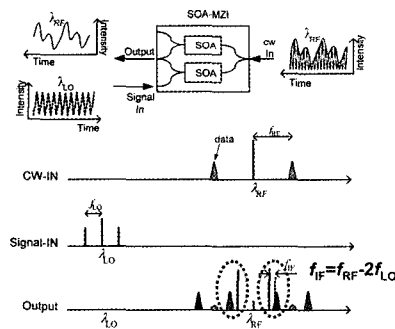 SOA-MZI
λRF
Intensity
Time
Output
SOA
SOA
cw
In
λRF
Intensity
Time
λLO
Intensity
Time
Signal
In
data
fIF
CW-IN
λRF
fLO
Signal-IN
λLO
fIF
fIF=fRF-2fLO
Output
λLO
λRF